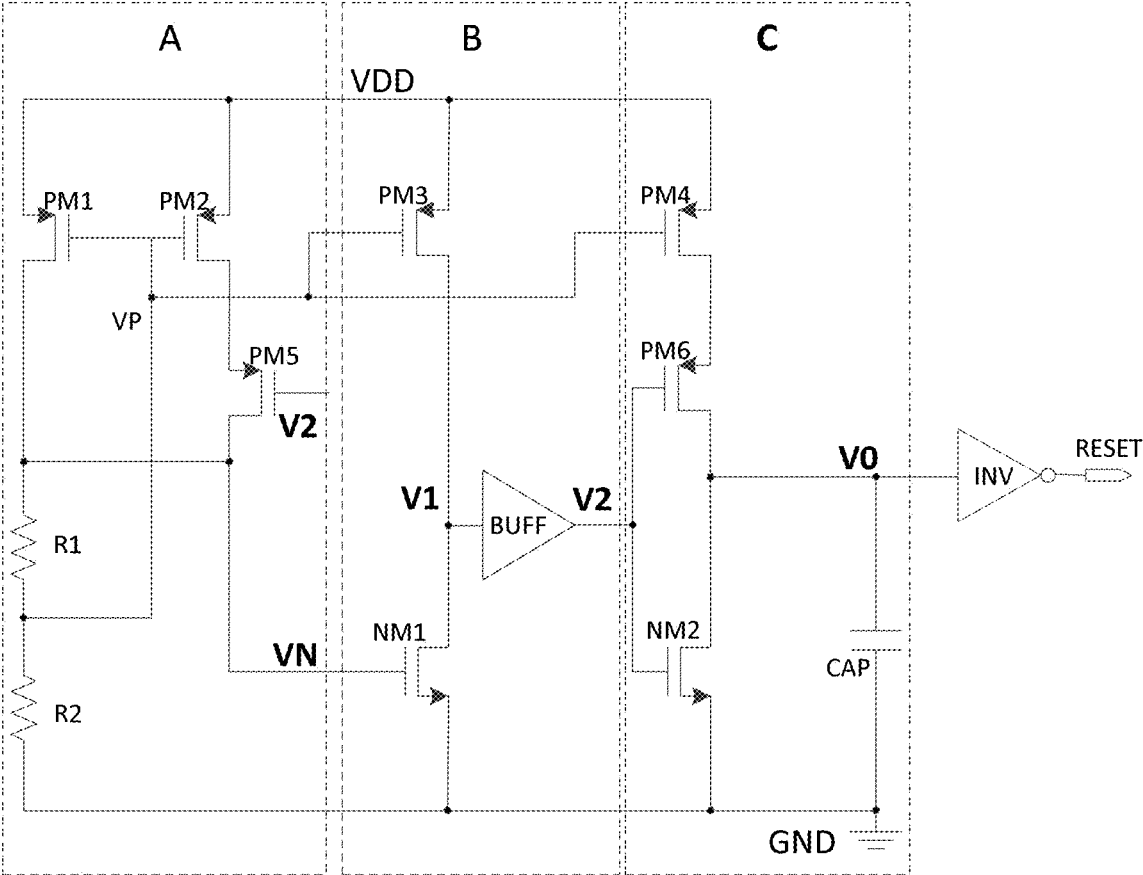 A B C
VDD
PM1 PM2 PM3 PM4
VP
PM5 PM6
V2
V1 BUFF V2 V0 INV RESET
R1
NM1 NM2
VN
CAP
R2
GND